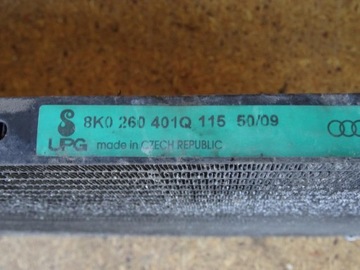 8K0 260 401Q 115 50/09
UPG made in CZECH REPUBLIC